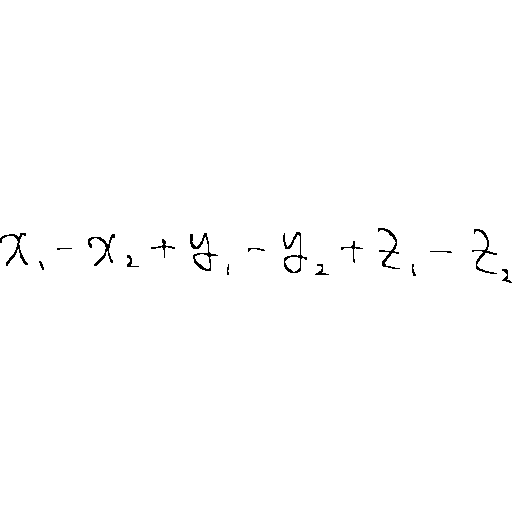 x₁ - x₂ + y₁ - y₂ + z₁ - z₂